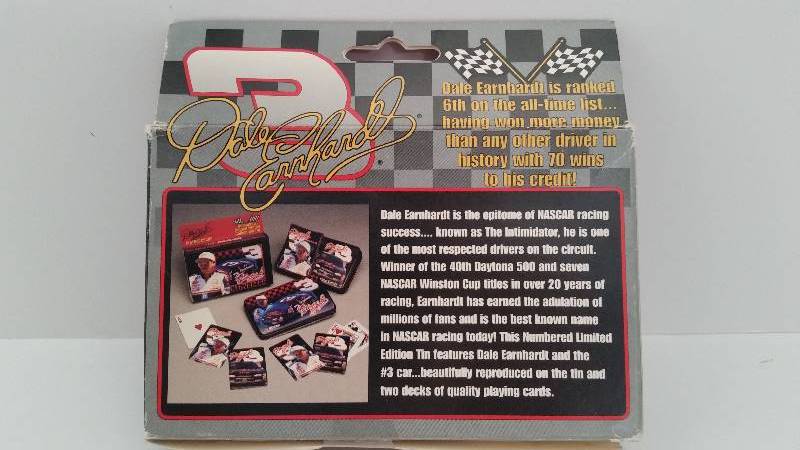 3
Dale Earnhardt
Dale Earnhardt is ranked
6th on the all-time list...
having won more money
than any other driver in
history with 70 wins
to his credit!
Dale Earnhardt is the epitome of NASCAR racing
success.... known as The Intimidator, he is one
of the most respected drivers on the circuit.
Winner of the 40th Daytona 500 and seven
NASCAR Winston Cup titles in over 20 years of
racing, Earnhardt has earned the adulation of
millions of fans and is the best known name
in NASCAR racing today! This Numbered Limited
Edition Tin features Dale Earnhardt and the
#3 car...beautifully reproduced on the tin and
two decks of quality playing cards.